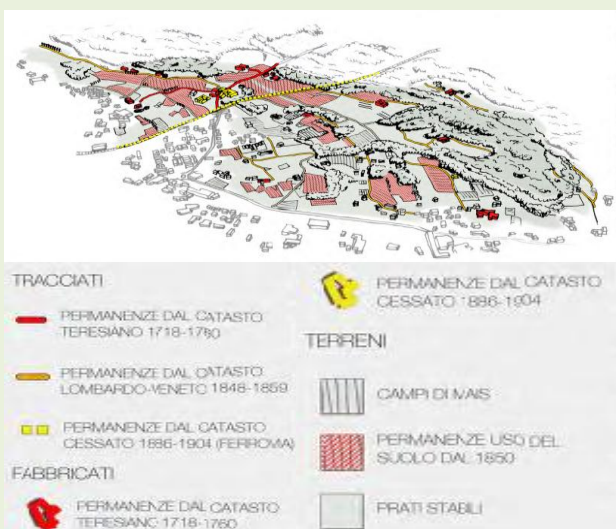 TRACCIATI
PERMANENZE DAL CATASTO
TERESIANO 1718-1760
PERMANENZE DAL CATASTO
LOMBARDO-VENETO 1848-1859
PERMANENZE DAL CATASTO
CESSATO 1886-1904 (FERROVIA)
FABBRICATI
PERMANENZE DAL CATASTO
TERESIANO 1718-1760
PERMANENZE DAL CATASTO
CESSATO 1886-1904
TERRENI
CAMPI DI MAIS
PERMANENZE USO DEL
SUOLO DAL 1850
PRATI STABILI